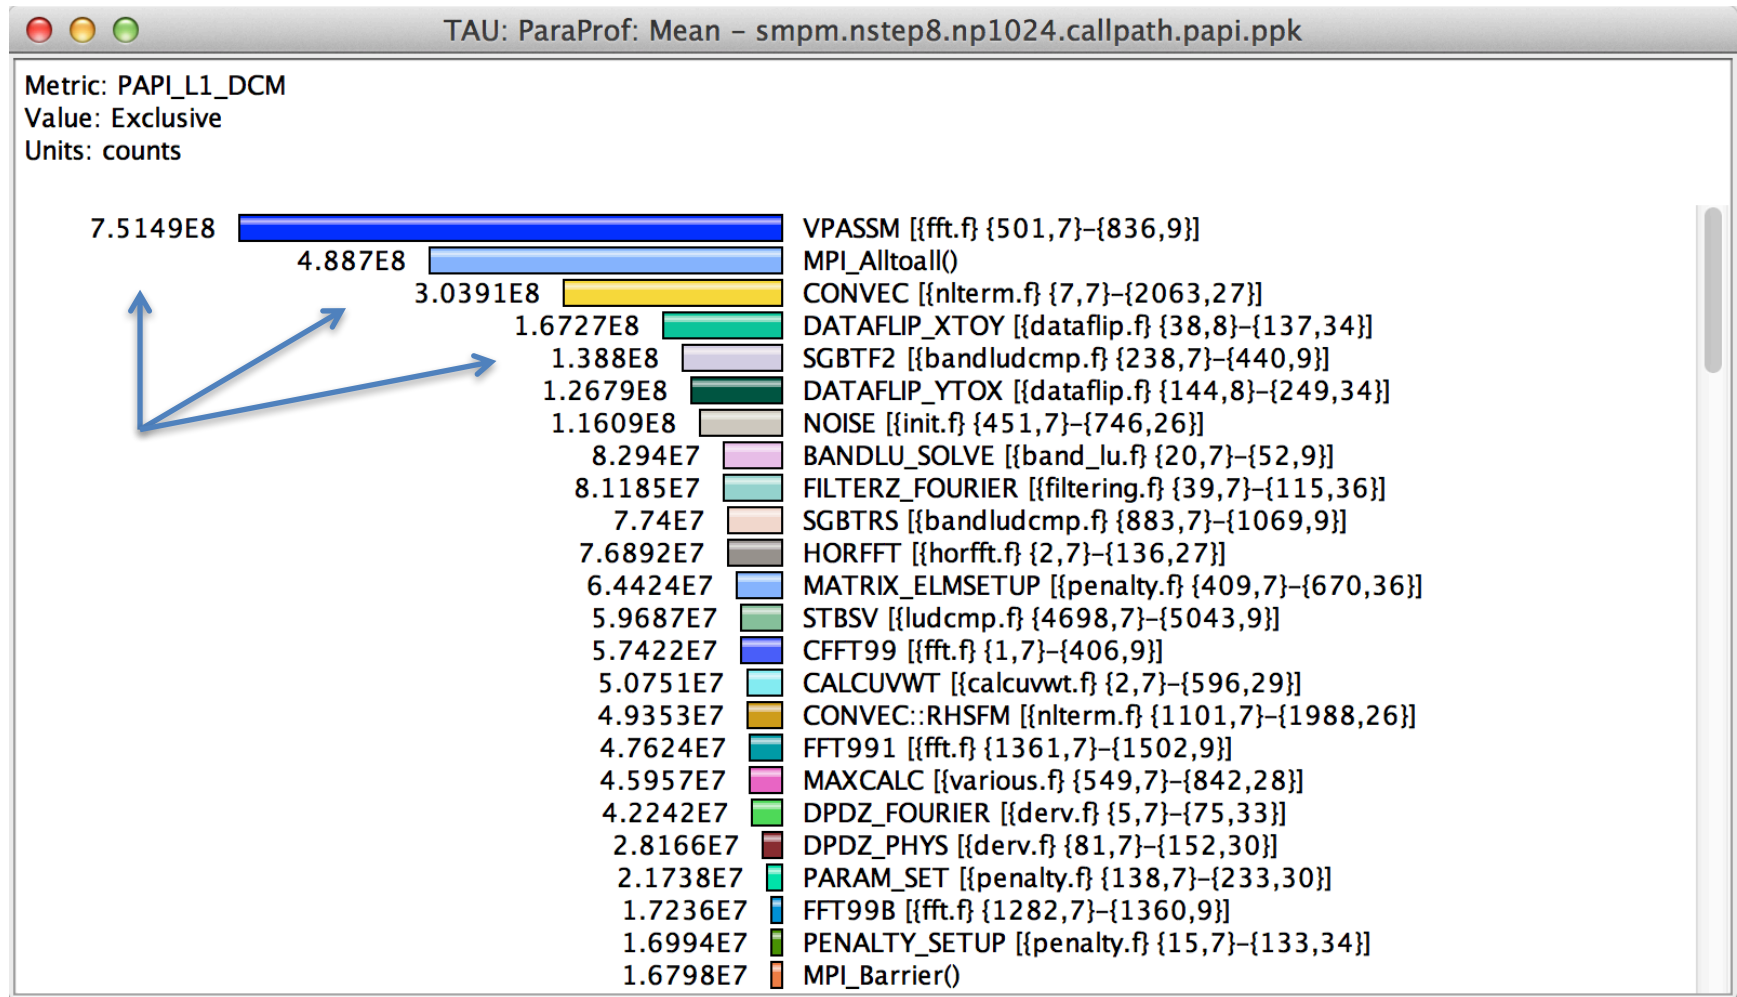 TAU: ParaProf: Mean – smpm.nstep8.np1024.callpath.papi.ppk
Metric: PAPI_L1_DCM
Value: Exclusive
Units: counts
7.5149E8 VPASSM [{fft.f} {501,7}–{836,9}]
4.887E8 MPI_Alltoall()
3.0391E8 CONVEC [{nlterm.f} {7,7}–{2063,27}]
1.6727E8 DATAFLIP_XTOY [{dataflip.f} {38,8}–{137,34}]
1.388E8 SGBTF2 [{bandludcmp.f} {238,7}–{440,9}]
1.2679E8 DATAFLIP_YTOX [{dataflip.f} {144,8}–{249,34}]
1.1609E8 NOISE [{init.f} {451,7}–{746,26}]
8.294E7 BANDLU_SOLVE [{band_lu.f} {20,7}–{52,9}]
8.1185E7 FILTERZ_FOURIER [{filtering.f} {39,7}–{115,36}]
7.74E7 SGBTRS [{bandludcmp.f} {883,7}–{1069,9}]
7.6892E7 HORFFT [{horfft.f} {2,7}–{136,27}]
6.4424E7 MATRIX_ELMSETUP [{penalty.f} {409,7}–{670,36}]
5.9687E7 STBSV [{ludcmp.f} {4698,7}–{5043,9}]
5.7422E7 CFFT99 [{fft.f} {1,7}–{406,9}]
5.0751E7 CALCUVWT [{calcuvwt.f} {2,7}–{596,29}]
4.9353E7 CONVEC::RHSFM [{nlterm.f} {1101,7}–{1988,26}]
4.7624E7 FFT991 [{fft.f} {1361,7}–{1502,9}]
4.5957E7 MAXCALC [{various.f} {549,7}–{842,28}]
4.2242E7 DPDZ_FOURIER [{derv.f} {5,7}–{75,33}]
2.8166E7 DPDZ_PHYS [{derv.f} {81,7}–{152,30}]
2.1738E7 PARAM_SET [{penalty.f} {138,7}–{233,30}]
1.7236E7 FFT99B [{fft.f} {1282,7}–{1360,9}]
1.6994E7 PENALTY_SETUP [{penalty.f} {15,7}–{133,34}]
1.6798E7 MPI_Barrier()